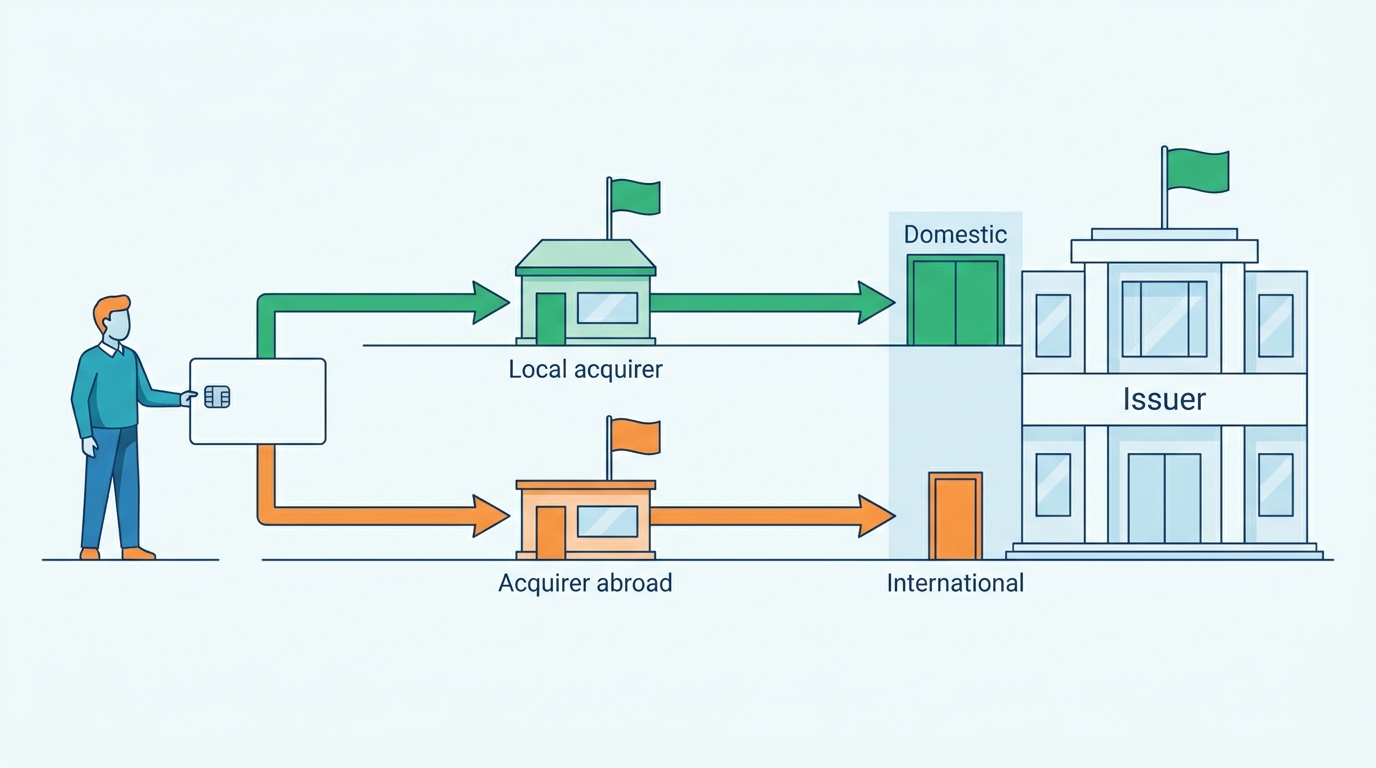 Domestic
Local acquirer
Issuer
Acquirer abroad
International